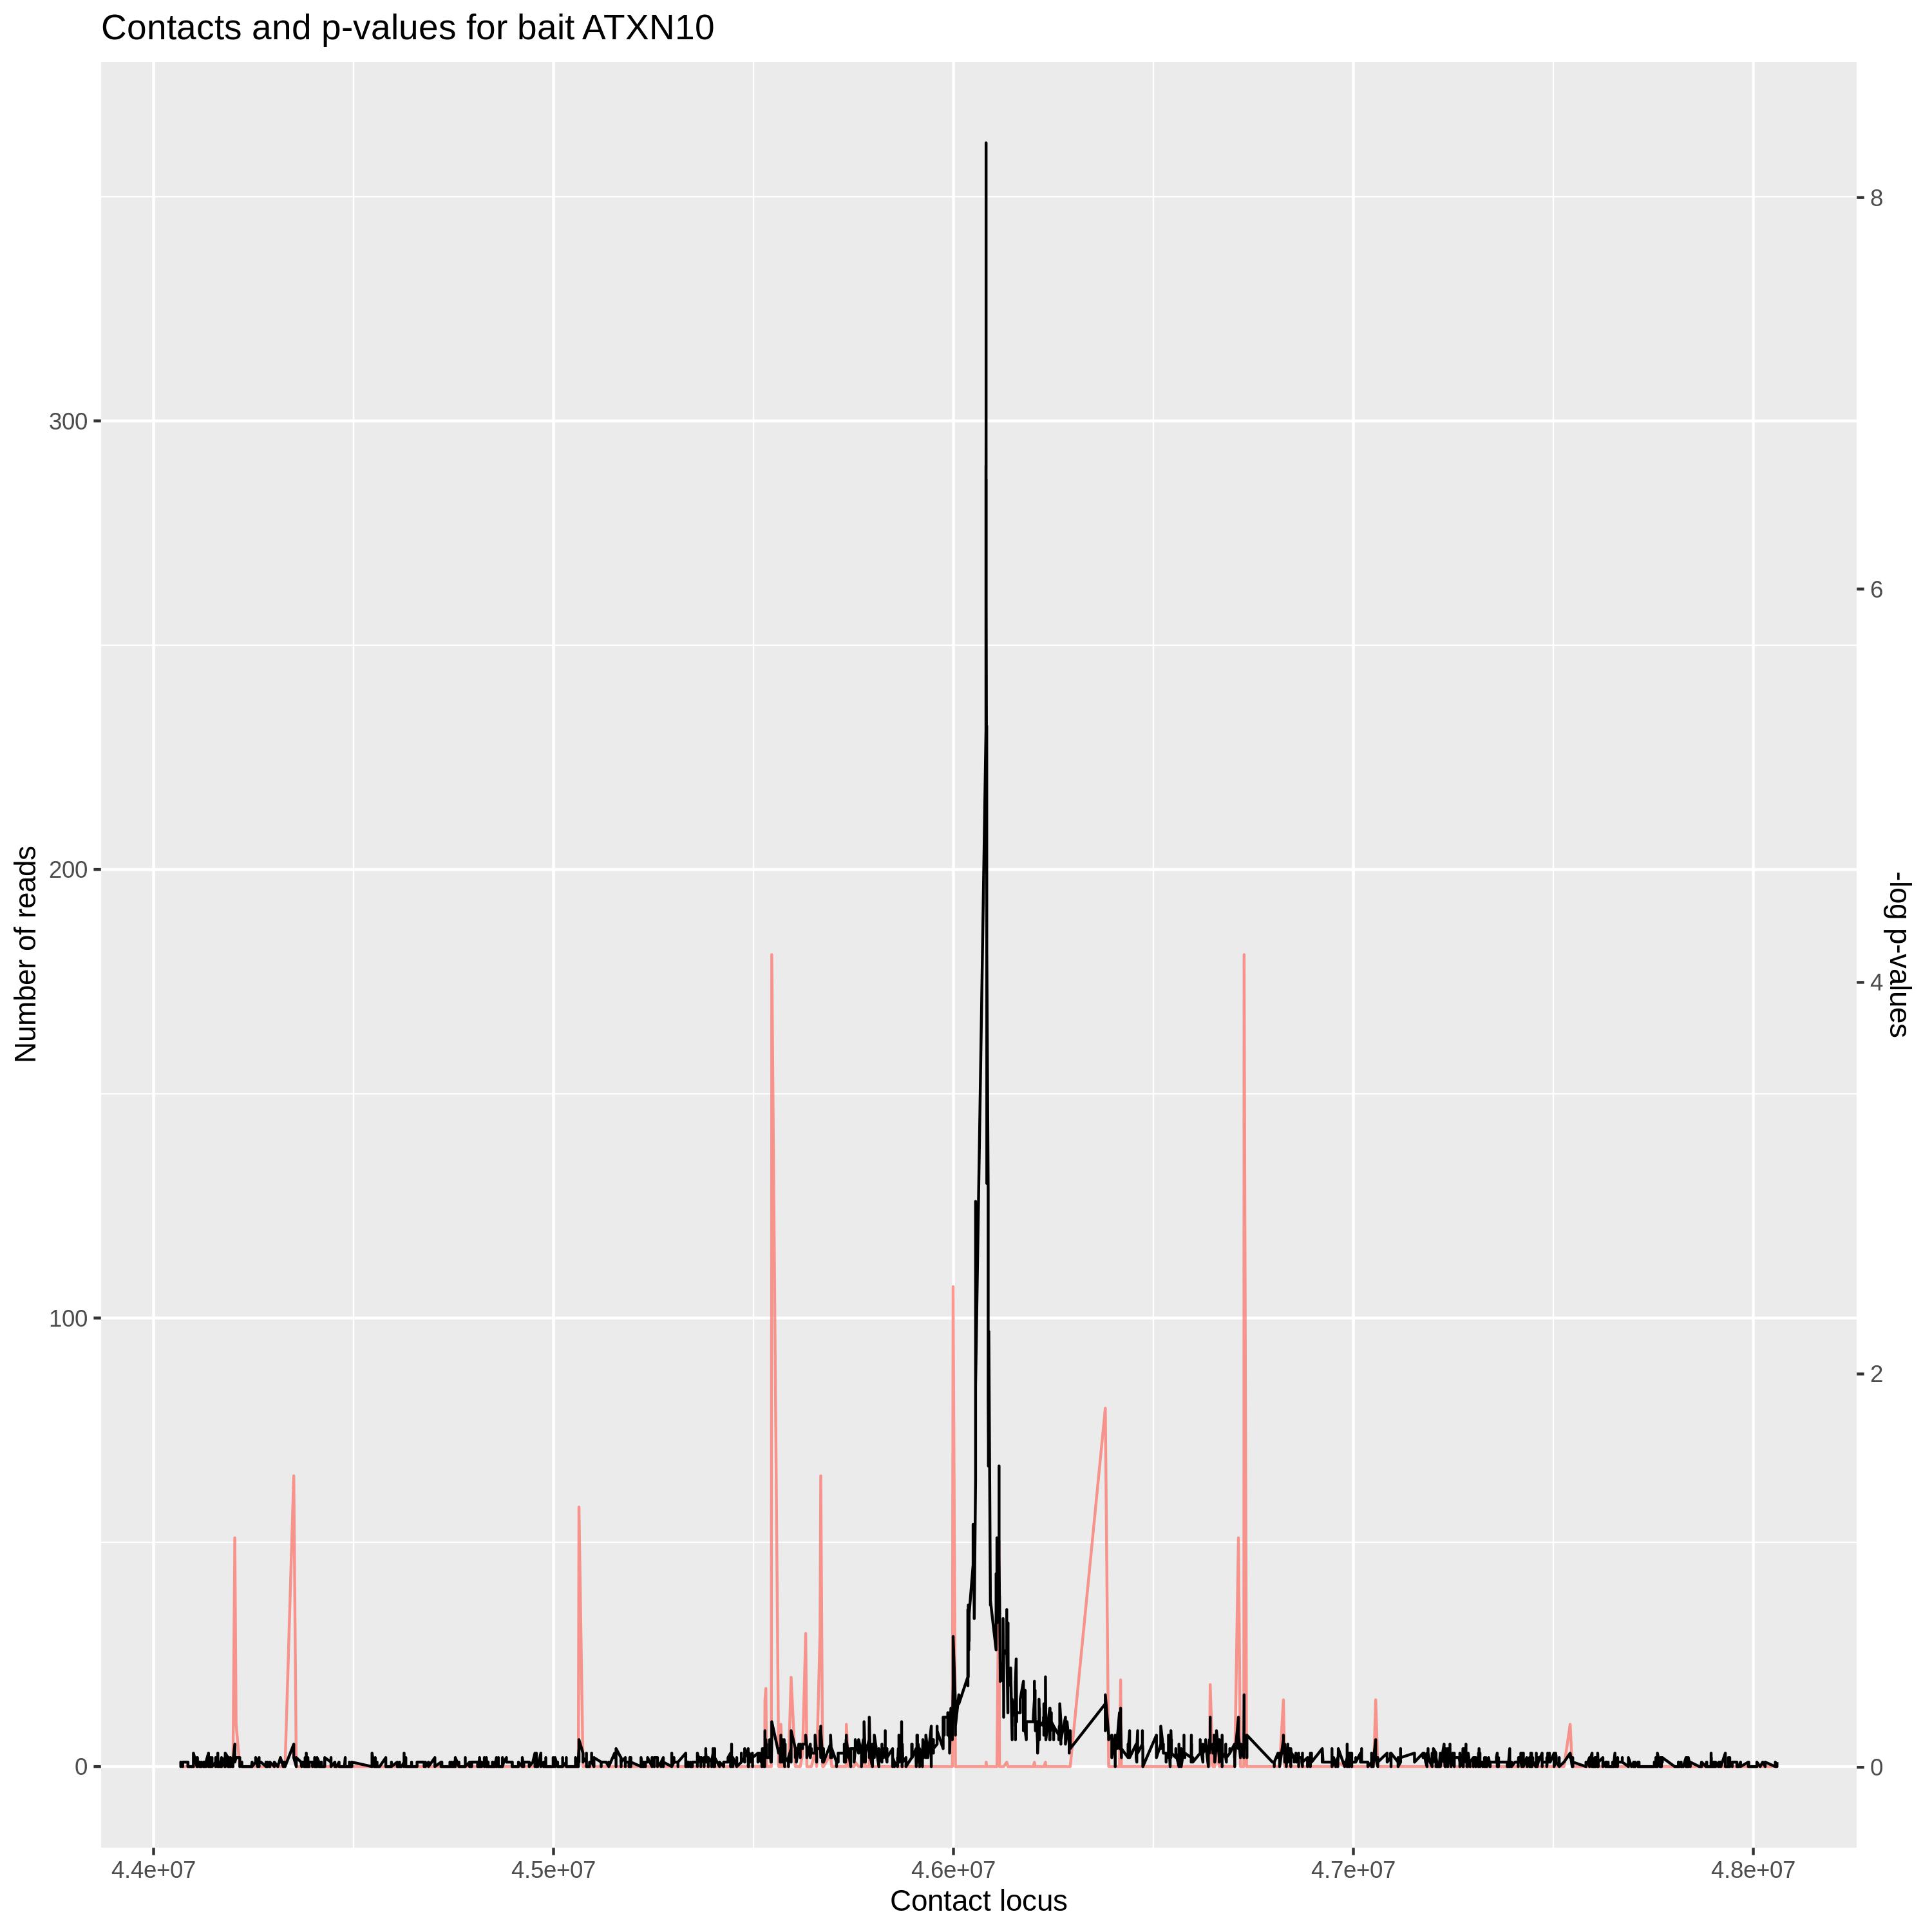 Contacts and p-values for bait ATXN10
Number of reads
300
200
100
0
8
6
4
2
0
-log p-values
4.4e+07
4.5e+07
4.6e+07
4.7e+07
4.8e+07
Contact locus